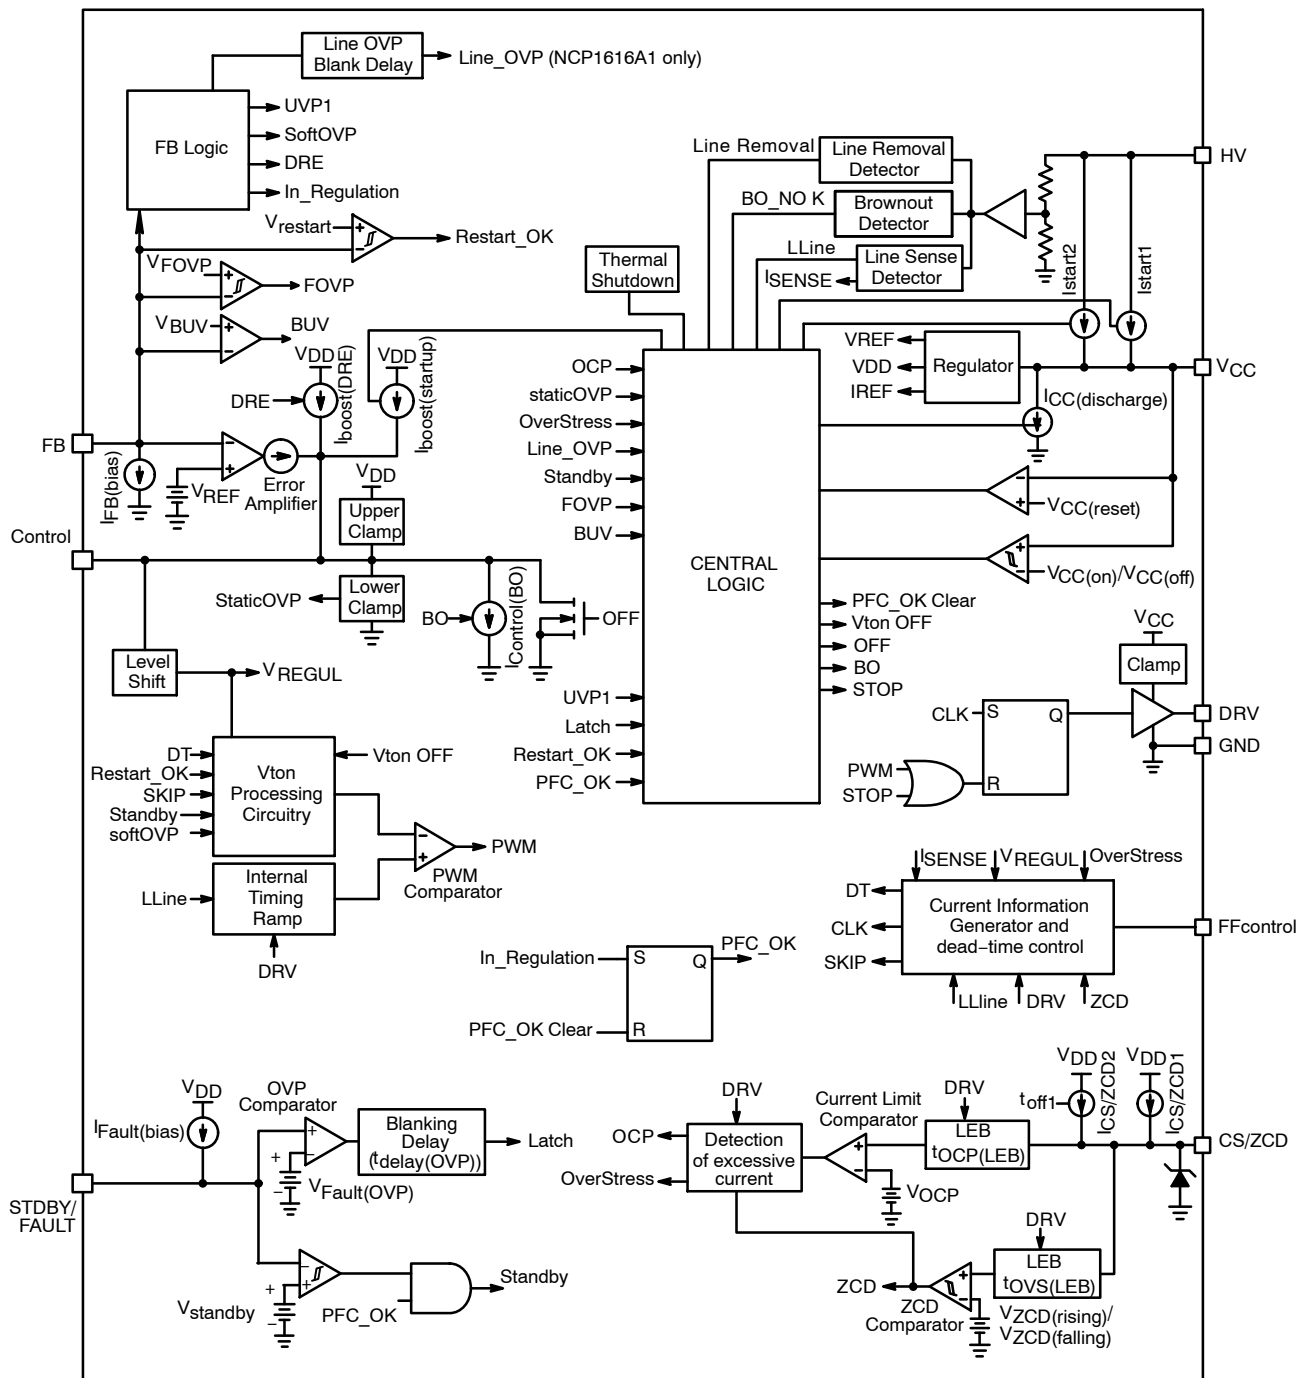 Line OVP
Blank Delay
Line_OVP (NCP1616A1 only)
FB Logic
UVP1
SoftOVP
DRE
In_Regulation
Vrestart
+
−
Restart_OK
VFOVP
+
−
FOVP
VBUV
+
−
BUV
Line Removal
Line Removal
Detector
BO_NO K
Brownout
Detector
LLine
Line Sense
Detector
ISENSE
Thermal
Shutdown
HV
Istart2
Istart1
VREF
VDD
IREF
Regulator
VCC
ICC(discharge)
VDD
DRE
Iboost(DRE)
VDD
Iboost(startup)
FB
IFB(bias)
−
+
VREF
Error
Amplifier
Control
VDD
Upper
Clamp
StaticOVP
Lower
Clamp
BO
IControl(BO)
OFF
OCP
staticOVP
OverStress
Line_OVP
Standby
FOVP
BUV
CENTRAL
LOGIC
UVP1
Latch
Restart_OK
PFC_OK
−
+
VCC(reset)
+
−
VCC(on)/VCC(off)
PFC_OK Clear
Vton OFF
OFF
BO
STOP
VCC
Clamp
CLK
S
Q
R
PWM
STOP
DRV
GND
Level
Shift
VREGUL
DT
Restart_OK
SKIP
Standby
softOVP
Vton
Processing
Circuitry
Vton OFF
LLine
Internal
Timing
Ramp
DRV
−
+
PWM
PWM
Comparator
ISENSE
VREGUL
OverStress
DT
CLK
SKIP
Current Information
Generator and
dead−time control
FFcontrol
LLline
DRV
ZCD
In_Regulation
S
Q
PFC_OK
PFC_OK Clear
R
VDD
IFault(bias)
STDBY/
FAULT
OVP
Comparator
+
−
+
−
VFault(OVP)
Blanking
Delay
(tdelay(OVP))
Latch
−
+
+
−
Vstandby
PFC_OK
Standby
DRV
OCP
OverStress
Detection
of excessive
current
Current Limit
Comparator
+
−
VOCP
DRV
LEB
tOCP(LEB)
VDD
toff1
ICS/ZCD2
VDD
ICS/ZCD1
CS/ZCD
DRV
LEB
tOVS(LEB)
ZCD
ZCD
Comparator
+
−
VZCD(rising)/
VZCD(falling)